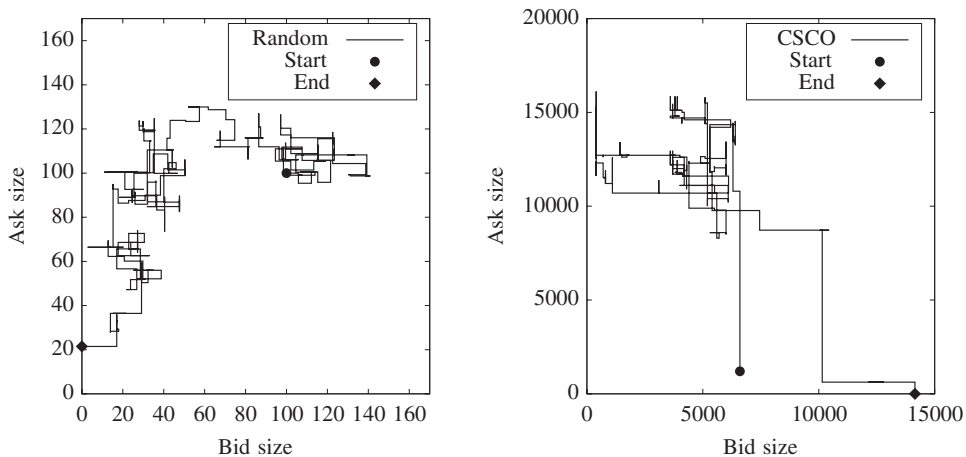 Random
Start
End
160
140
120
100
80
60
40
20
0
Ask size
0 20 40 60 80 100 120 140 160
Bid size
CSCO
Start
End
20000
15000
10000
5000
0
Ask size
0 5000 10000 15000
Bid size